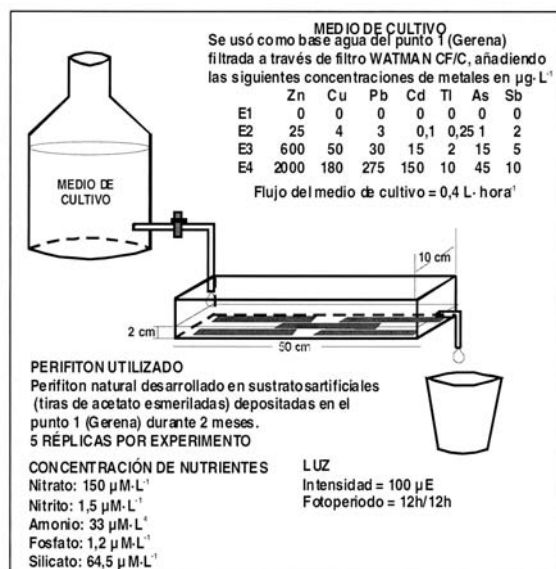 MEDIO DE CULTIVO
Se usó como base agua del punto 1 (Gerena)
filtrada a través de filtro WATMAN CF/C, añadiendo
las siguientes concentraciones de metales en µg·L⁻¹
Zn Cu Pb Cd Tl As Sb
E1 0 0 0 0 0 0 0
E2 25 4 3 0,1 0,25 1 2
E3 600 50 30 15 2 15 5
E4 2000 180 275 150 10 45 10
Flujo del medio de cultivo = 0,4 L· hora⁻¹
MEDIO DE
CULTIVO
10 cm
2 cm
50 cm
PERIFITON UTILIZADO
Perifiton natural desarrollado en sustratos artificiales
(tiras de acetato esmeriladas) depositadas en el
punto 1 (Gerena) durante 2 meses.
5 RÉPLICAS POR EXPERIMENTO
CONCENTRACIÓN DE NUTRIENTES
Nitrato: 150 µM·L⁻¹
Nitrito: 1,5 µM·L⁻¹
Amonio: 33 µM·L⁻¹
Fosfato: 1,2 µM·L⁻¹
Silicato: 64,5 µM·L⁻¹
LUZ
Intensidad = 100 µE
Fotoperiodo = 12h/12h